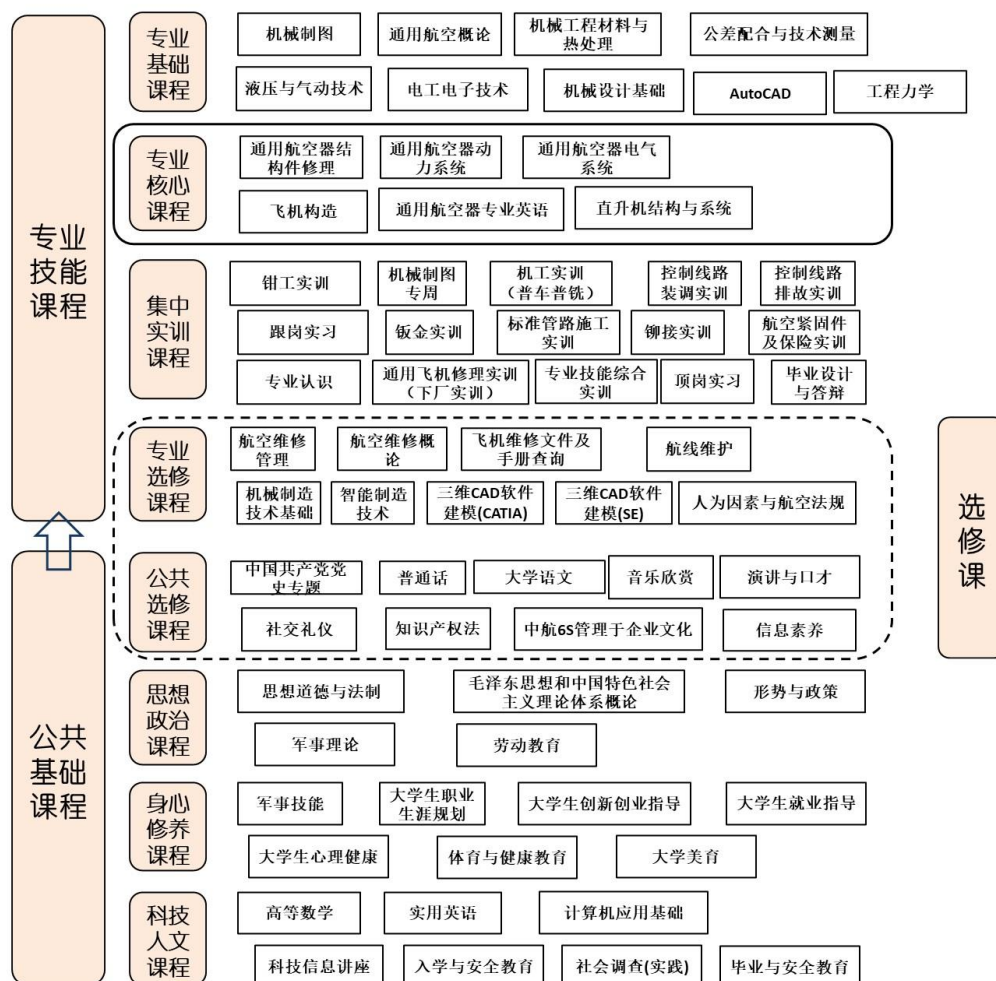 专业
技能
课程
专业
基础
课程
机械制图
通用航空概论
机械工程材料与
热处理
公差配合与技术测量
液压与气动技术
电工电子技术
机械设计基础
AutoCAD
工程力学
专业
核心
课程
通用航空器结
构件修理
通用航空器动
力系统
通用航空器电气
系统
飞机构造
通用航空器专业英语
直升机结构与系统
集中
实训
课程
钳工实训
机械制图
专周
机工实训
（普车普铣）
控制线路
装调实训
控制线路
排故实训
跟岗实习
钣金实训
标准管路施工
实训
铆接实训
航空紧固件
及保险实训
专业认识
通用飞机修理实训
（下厂实训）
专业技能综合
实训
顶岗实习
毕业设计
与答辩
专业
选修
课程
航空维修
管理
航空维修概
论
飞机维修文件及
手册查询
航线维护
机械制造
技术基础
智能制造
技术
三维CAD软件
建模(CATIA)
三维CAD软件
建模(SE)
人为因素与航空法规
选
修
课
公共
基础
课程
公共
选修
课程
中国共产党党
史专题
普通话
大学语文
音乐欣赏
演讲与口才
社交礼仪
知识产权法
中航6S管理于企业文化
信息素养
思想
政治
课程
思想道德与法制
毛泽东思想和中国特色社会
主义理论体系概论
形势与政策
军事理论
劳动教育
身心
修养
课程
军事技能
大学生职业
生涯规划
大学生创新创业指导
大学生就业指导
大学生心理健康
体育与健康教育
大学美育
科技
人文
课程
高等数学
实用英语
计算机应用基础
科技信息讲座
入学与安全教育
社会调查(实践)
毕业与安全教育